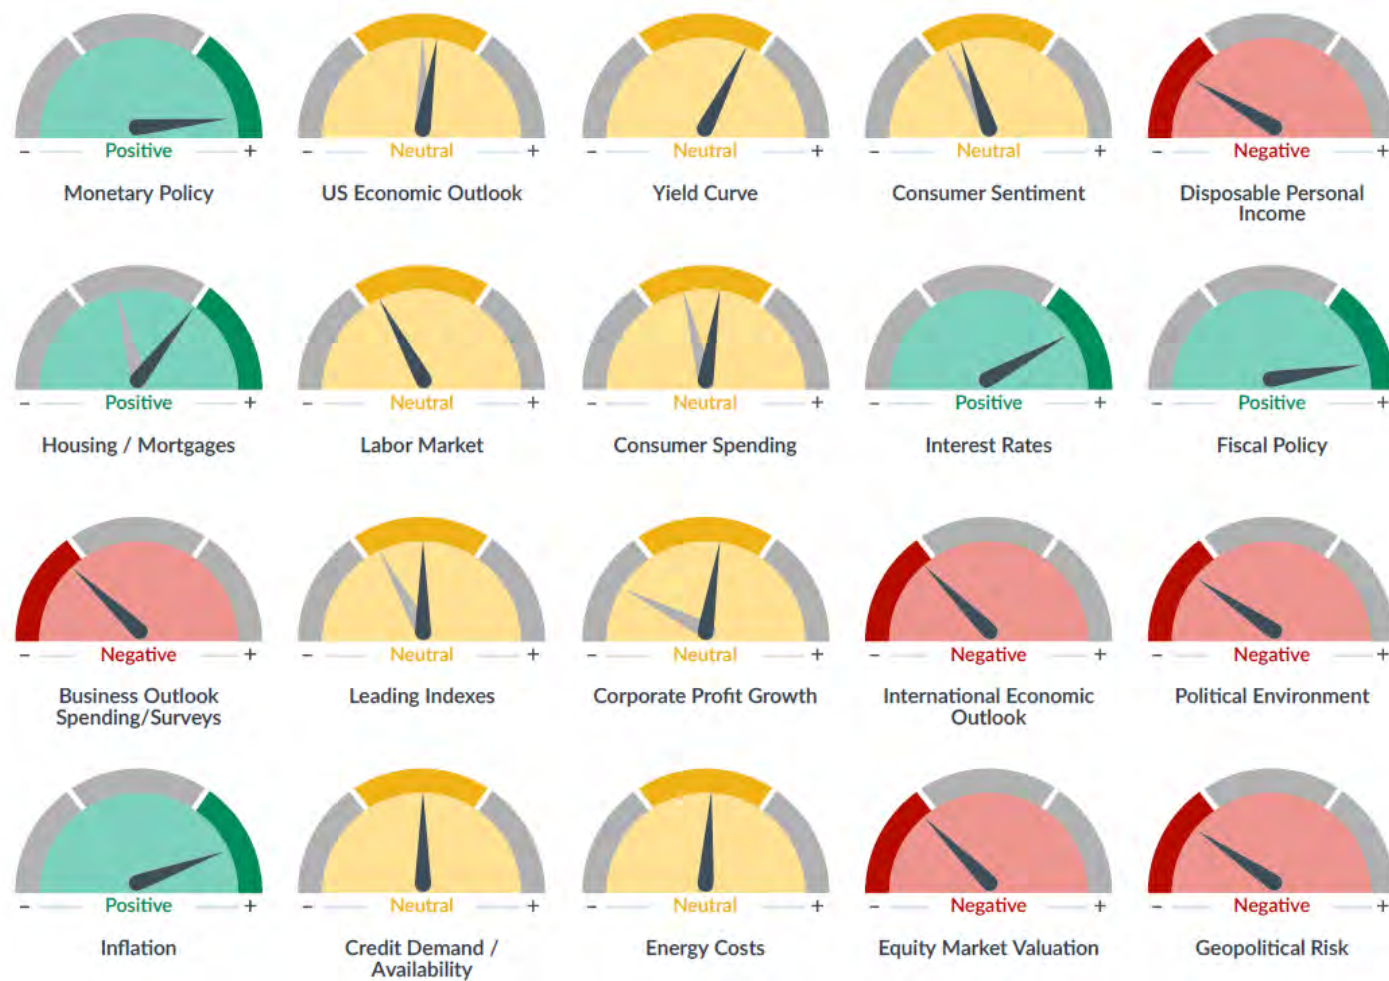 - Positive +
Monetary Policy
- Neutral +
US Economic Outlook
- Neutral +
Yield Curve
- Neutral +
Consumer Sentiment
- Negative +
Disposable Personal
Income
- Positive +
Housing / Mortgages
- Neutral +
Labor Market
- Neutral +
Consumer Spending
- Positive +
Interest Rates
- Positive +
Fiscal Policy
- Negative +
Business Outlook
Spending/Surveys
- Neutral +
Leading Indexes
- Neutral +
Corporate Profit Growth
- Negative +
International Economic
Outlook
- Negative +
Political Environment
- Positive +
Inflation
- Neutral +
Credit Demand /
Availability
- Neutral +
Energy Costs
- Negative +
Equity Market Valuation
- Negative +
Geopolitical Risk